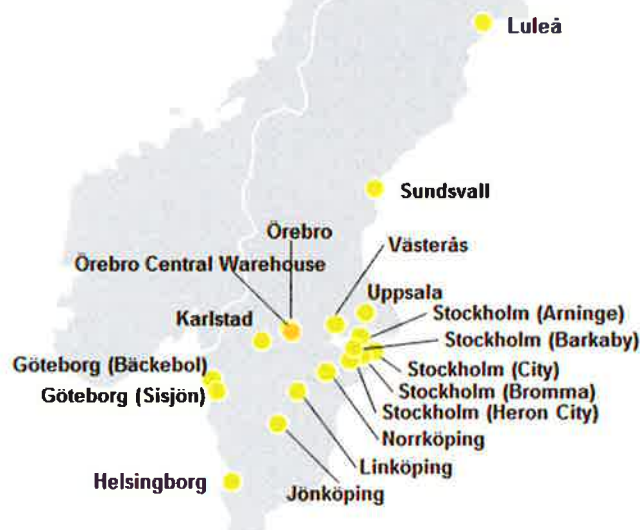 Luleå
Sundsvall
Örebro
Västerås
Örebro Central Warehouse
Uppsala
Karlstad
Stockholm (Arninge)
Stockholm (Barkaby)
Göteborg (Bäckebol)
Stockholm (City)
Göteborg (Sisjön)
Stockholm (Bromma)
Stockholm (Heron City)
Norrköping
Linköping
Helsingborg
Jönköping